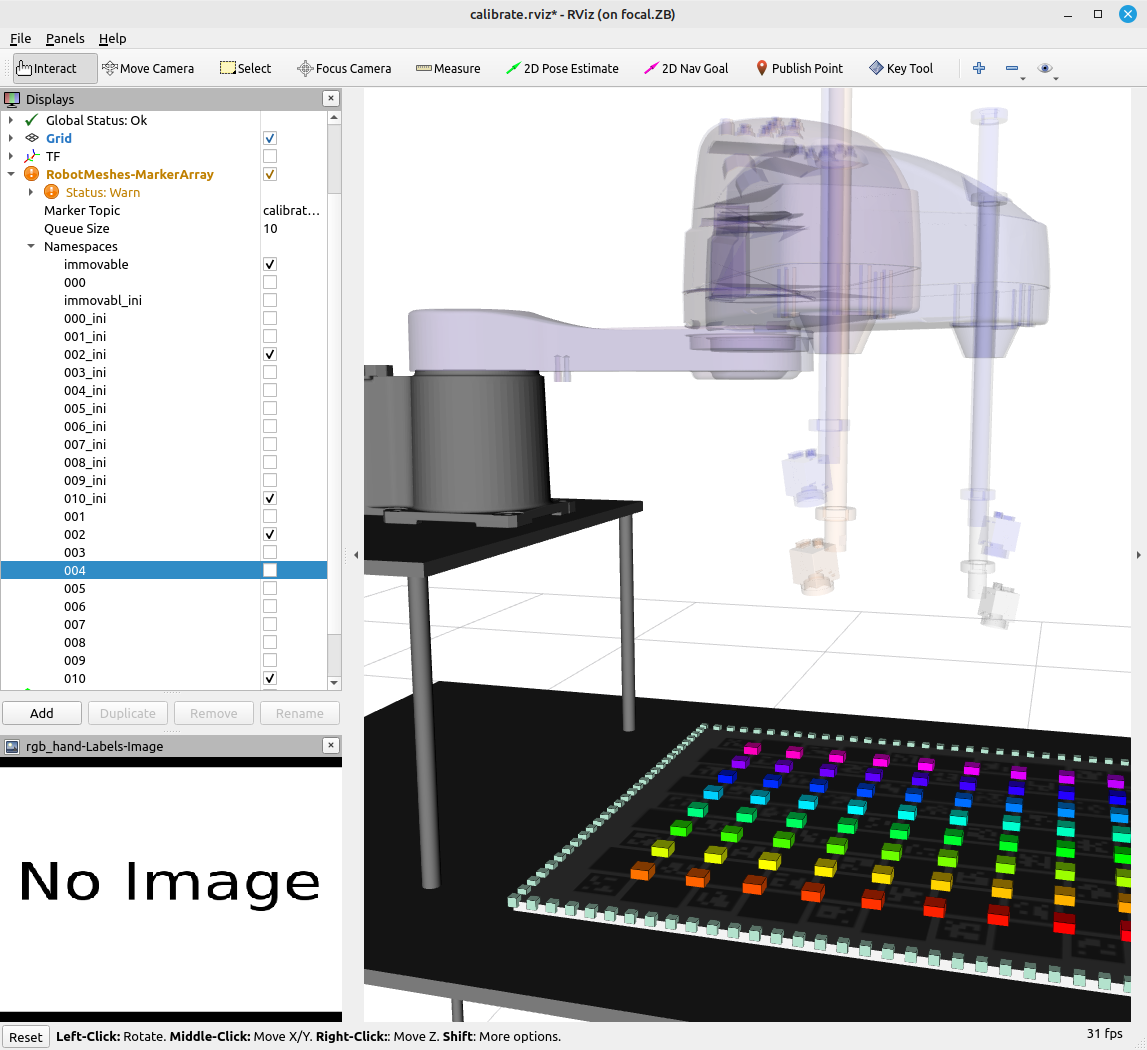 calibrate.rviz* - RViz (on focal.ZB)
File Panels Help
Interact Move Camera Select Focus Camera Measure 2D Pose Estimate 2D Nav Goal Publish Point Key Tool
Displays
Global Status: Ok
Grid
TF
RobotMeshes-MarkerArray
Status: Warn
Marker Topic calibrat…
Queue Size 10
Namespaces
immovable
000
immovabl_ini
000_ini
001_ini
002_ini
003_ini
004_ini
005_ini
006_ini
007_ini
008_ini
009_ini
010_ini
001
002
003
004
005
006
007
008
009
010
Add Duplicate Remove Rename
rgb_hand-Labels-Image
No Image
Reset Left-Click: Rotate. Middle-Click: Move X/Y. Right-Click:: Move Z. Shift: More options. 31 fps